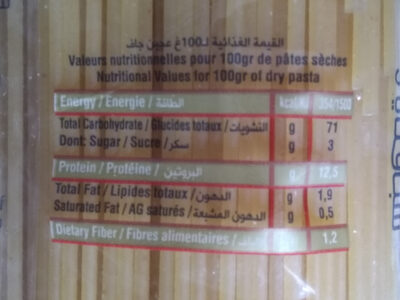 القيمة الغذائية لـ100غ عجين جاف
Valeurs nutritionnelles pour 100gr de pâtes sèches
Nutritional Values for 100gr of dry pasta
Energy / Energie / الطاقة kcal/KJ 354/1500
Total Carbohydrate / Glucides totaux / النشويات g 71
Dont: Sugar / Sucre / سكر g 3
Protein / Protéine / البروتين g 12,5
Total Fat / Lipides totaux / الدهون g 1,9
Saturated Fat / AG saturés / الدهون المشبعة g 0,5
Dietary Fiber / Fibres alimentaires / 1,2